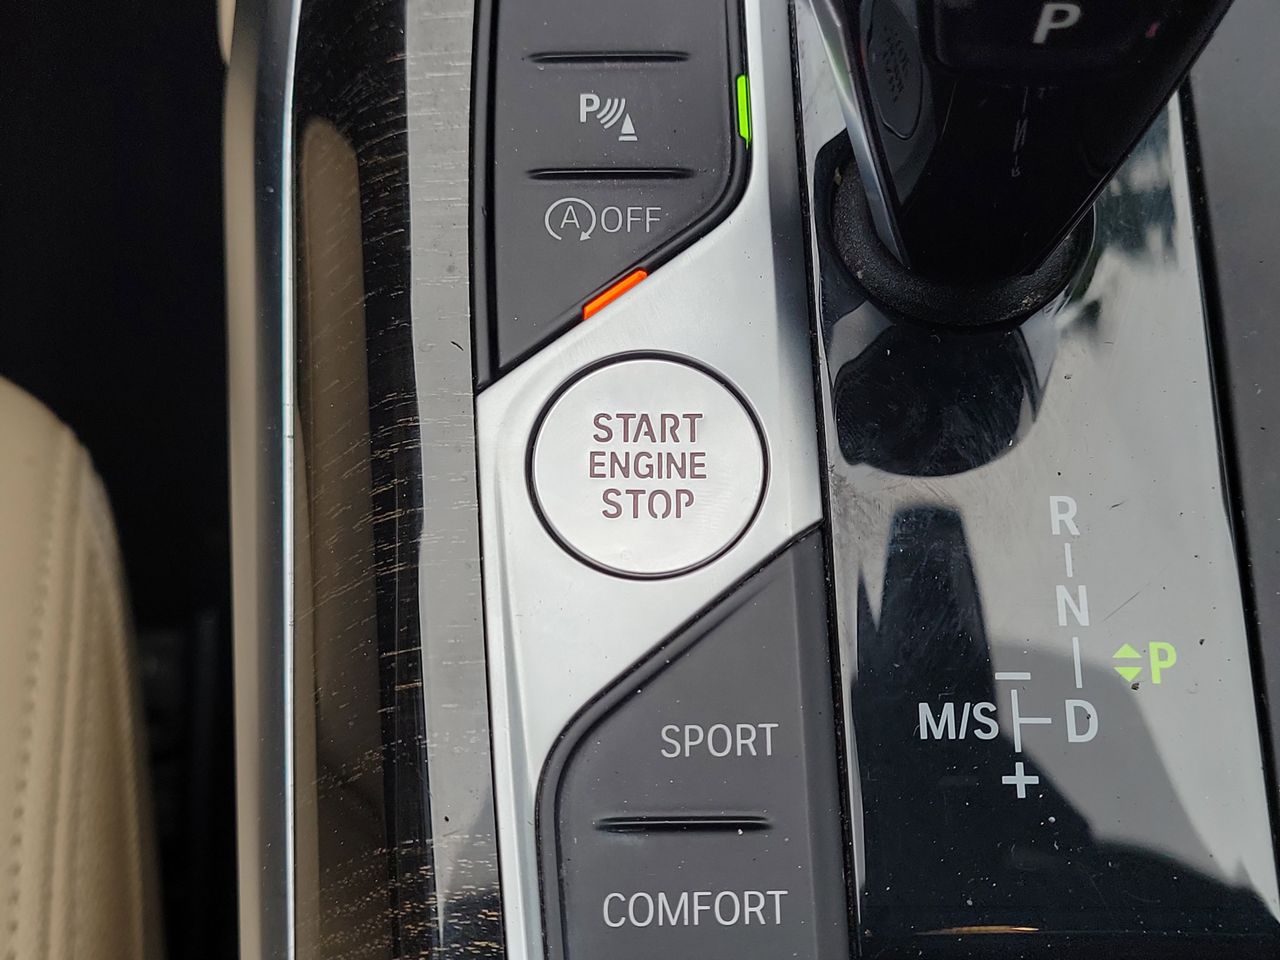 P
P
A OFF
START
ENGINE
STOP
R
N
P
M/S D
+
SPORT
COMFORT